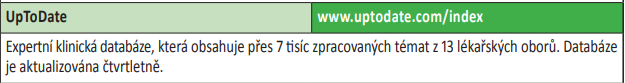 UpToDate www.uptodate.com/index
Expertní klinická databáze, která obsahuje přes 7 tisíc zpracovaných témat z 13 lékařských oborů. Databáze
je aktualizována čtvrtletně.